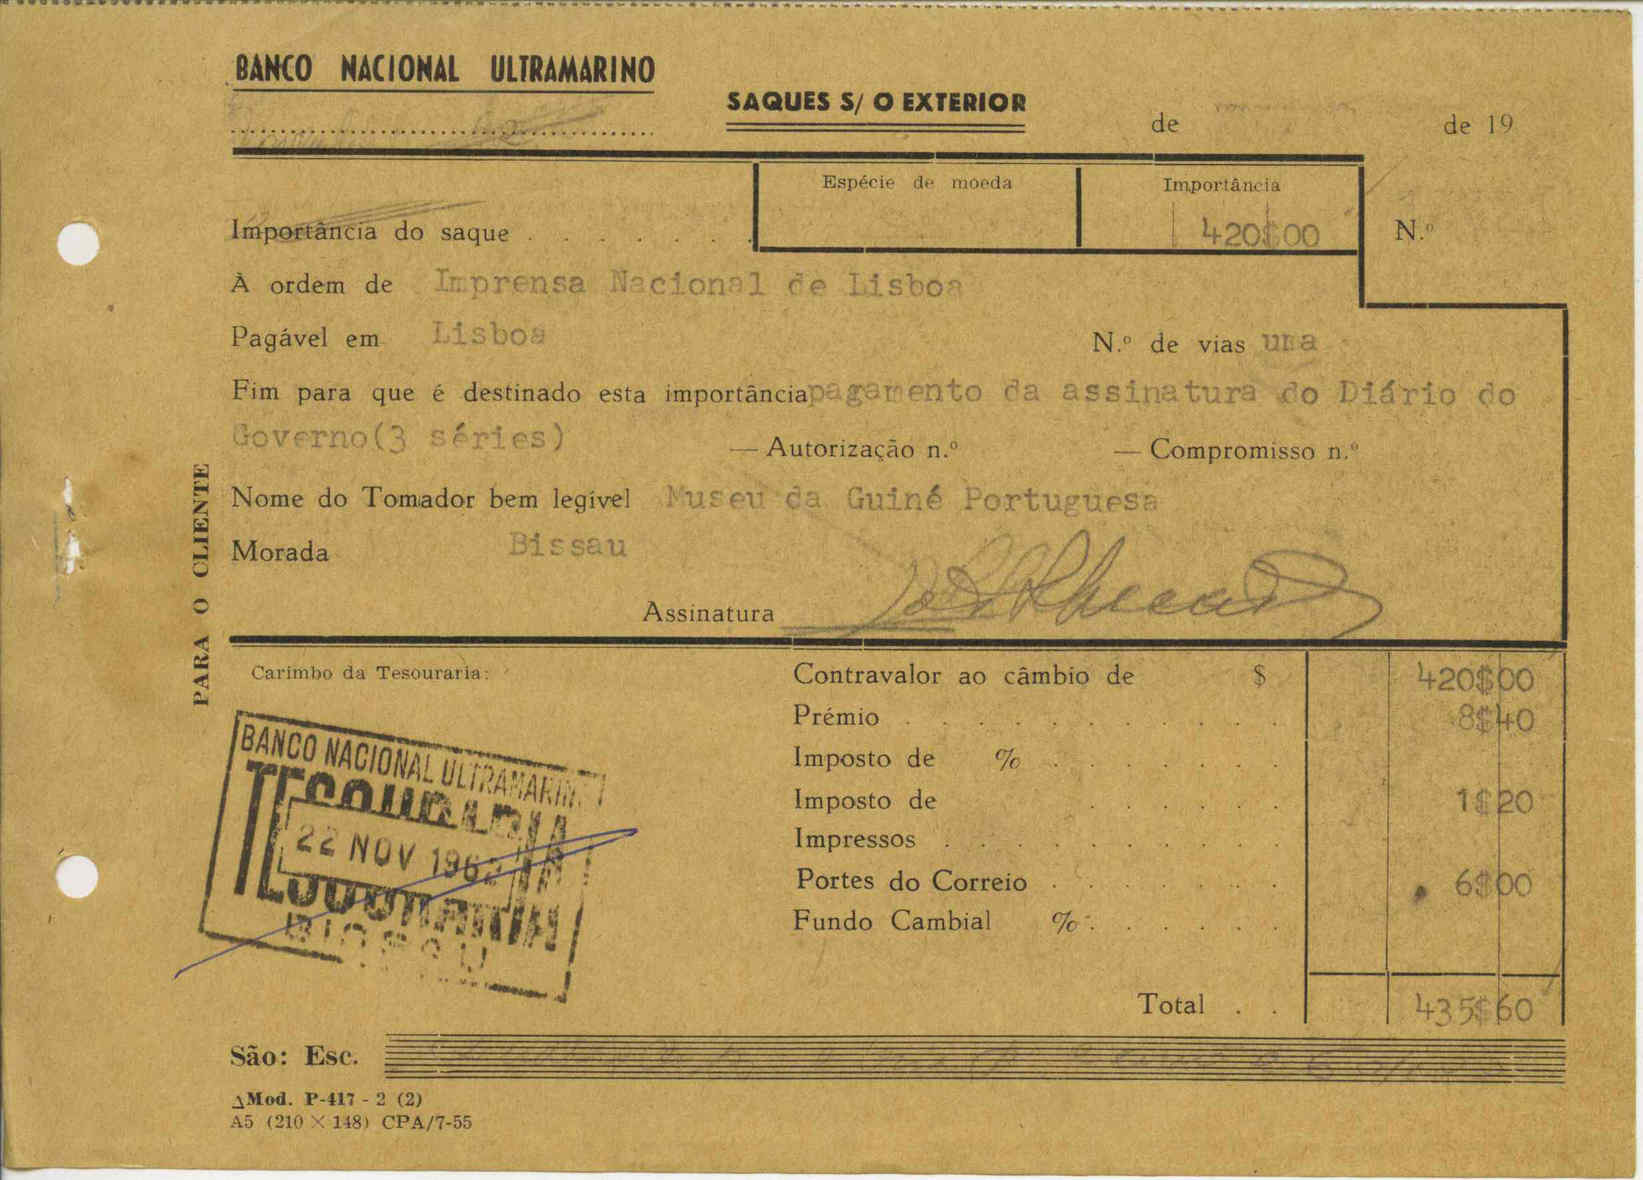 BANCO NACIONAL ULTRAMARINO
SAQUES S/ O EXTERIOR
de de 19
Espécie de moeda Importância
Importância do saque . . . . . . . 420$00 N.º
À ordem de Imprensa Nacional de Lisboa
Pagável em Lisboa N.º de vias uma
Fim para que é destinado esta importância pagamento da assinatura do Diário do
Governo(3 séries) — Autorização n.º — Compromisso n.º
Nome do Tomador bem legível Museu da Guiné Portuguesa
Morada Bissau
Assinatura
PARA O CLIENTE
Carimbo da Tesouraria:
BANCO NACIONAL ULTRAMARINO
TESOURARIA
22 NOV 1962
TESOURARIA
BISSAU
Contravalor ao câmbio de $ 420$00
Prémio . . . . . . . . . . . 8$40
Imposto de % . . . . . . .
Imposto de . . . . . . 1$20
Impressos . . . . . . . . . .
Portes do Correio . . . . . . . 6$00
Fundo Cambial % . . . . . .
Total . . 435$60
São: Esc.
Mod. P-417 - 2 (2)
A5 (210 × 148) CPA/7-55